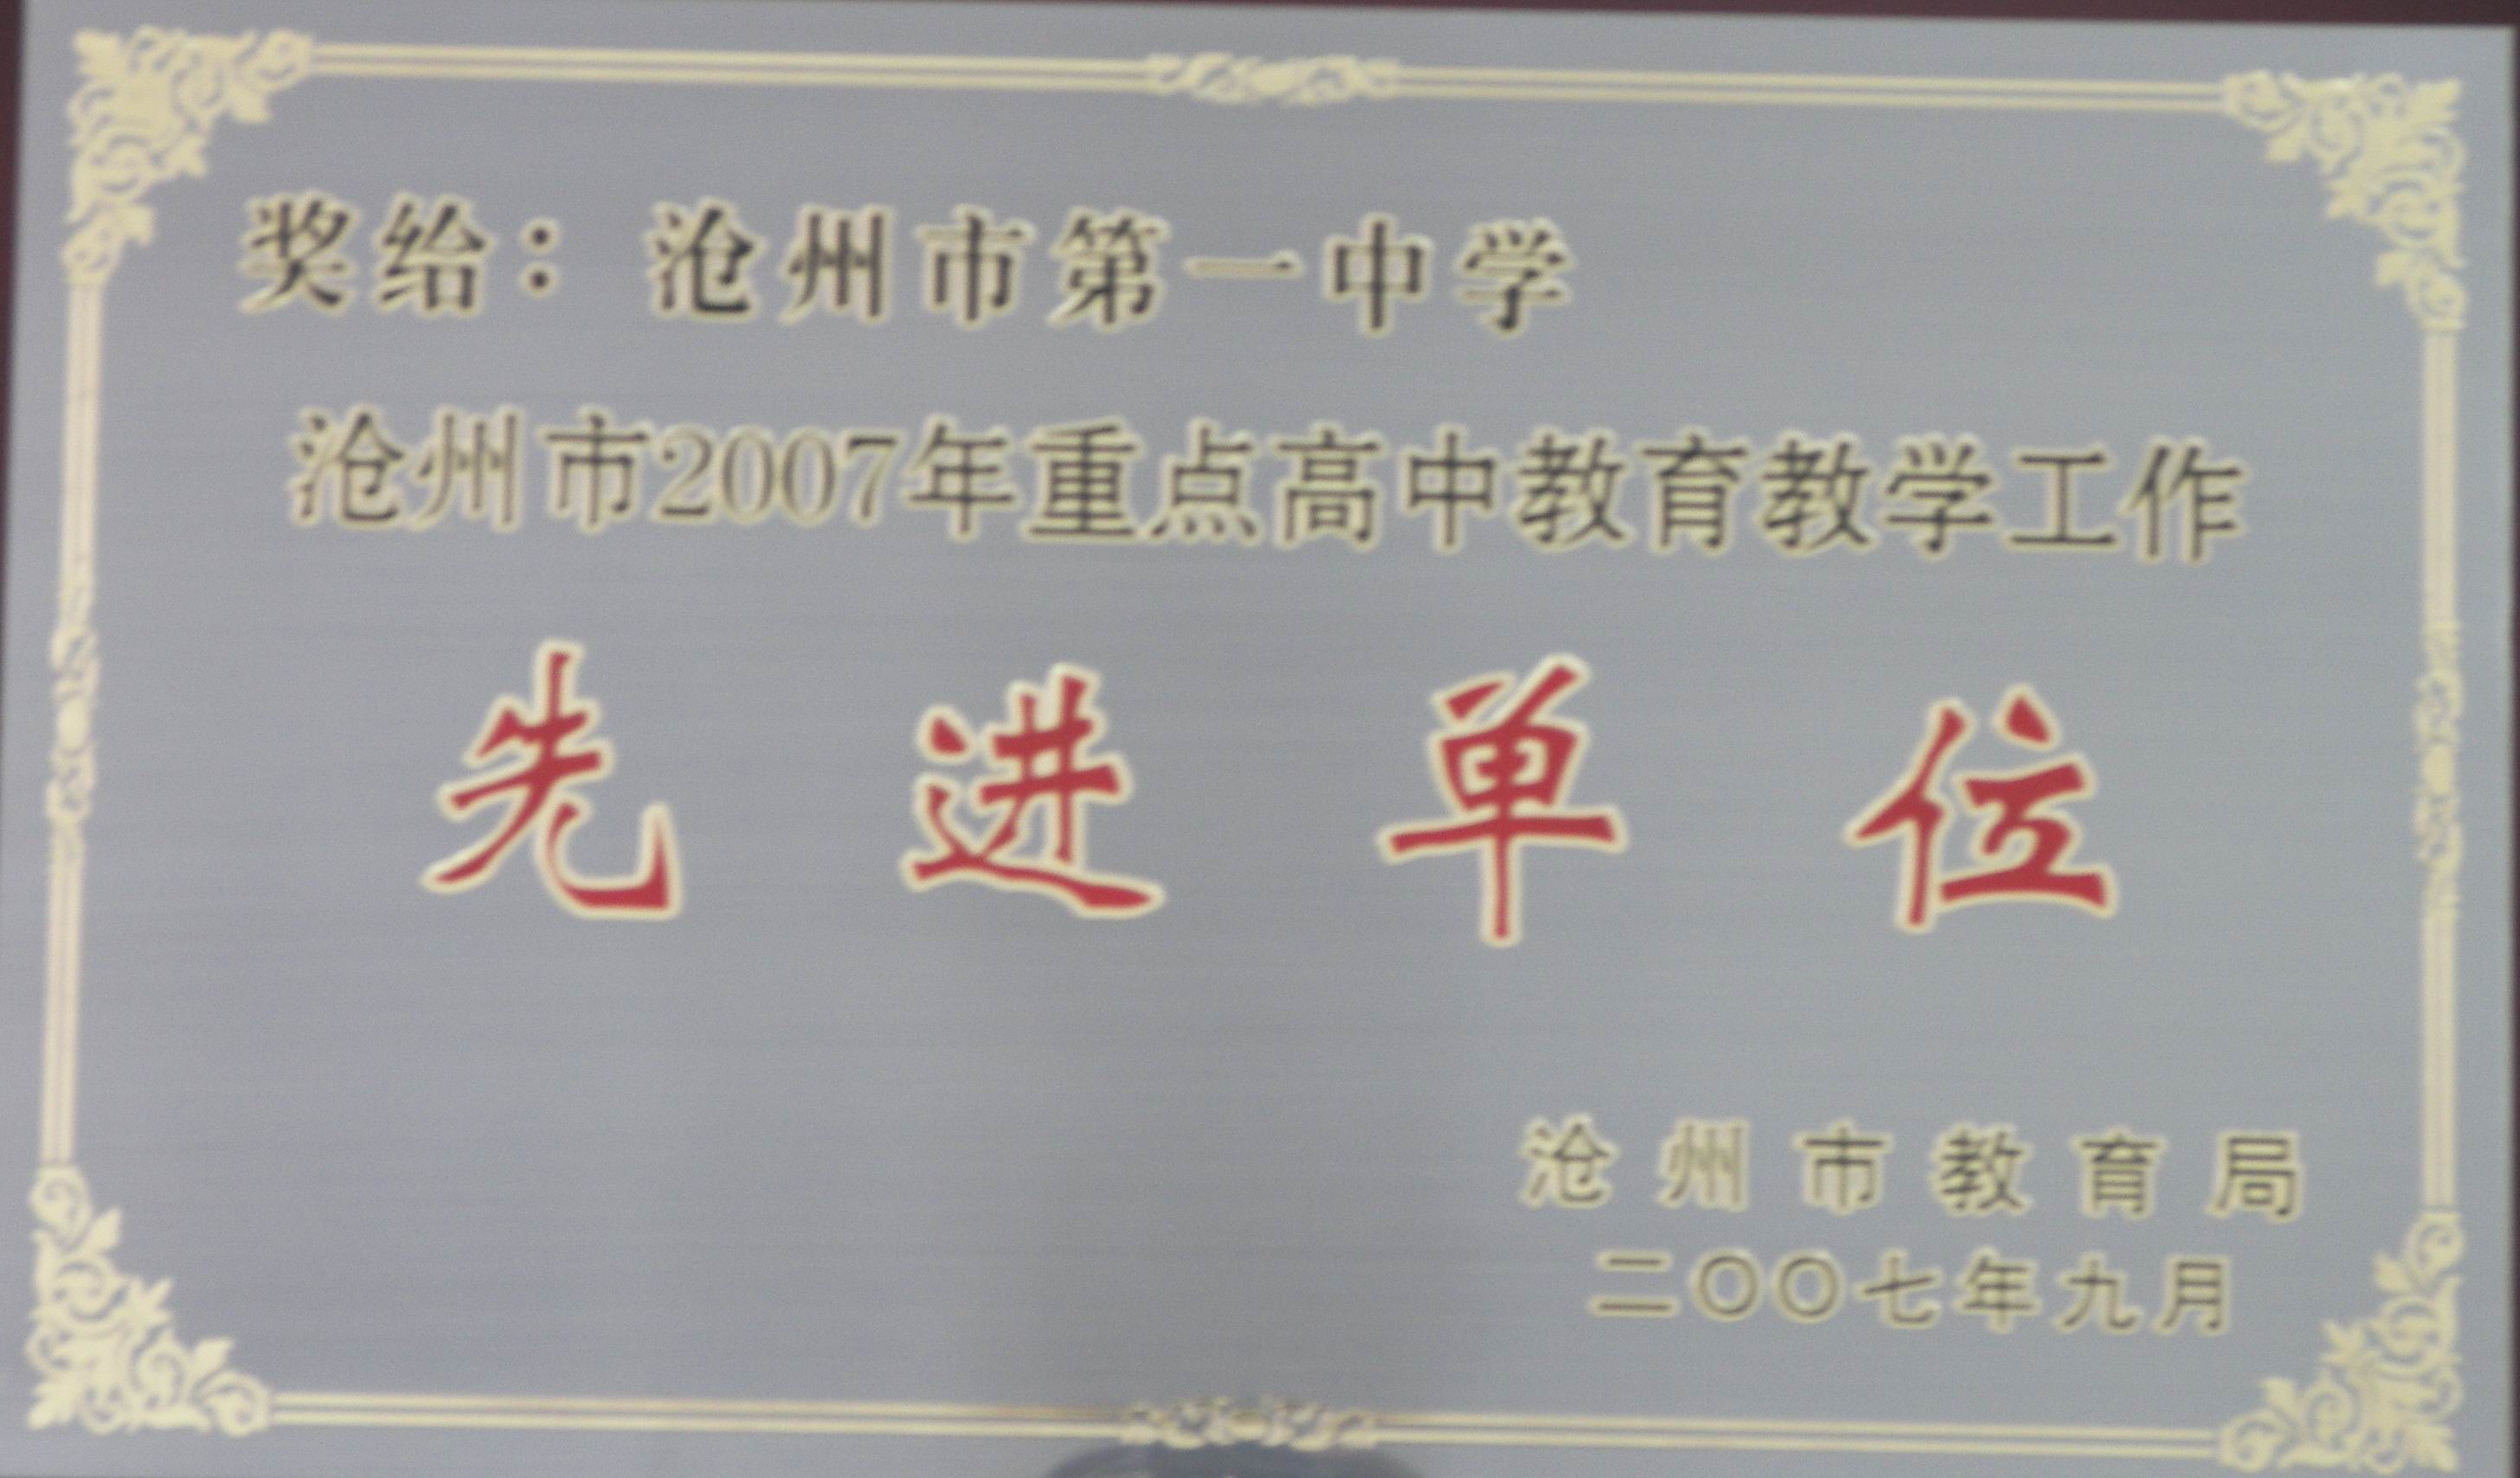 奖给：沧州市第一中学
沧州市2007年重点高中教育教学工作
先进单位
沧州市教育局
二〇〇七年九月